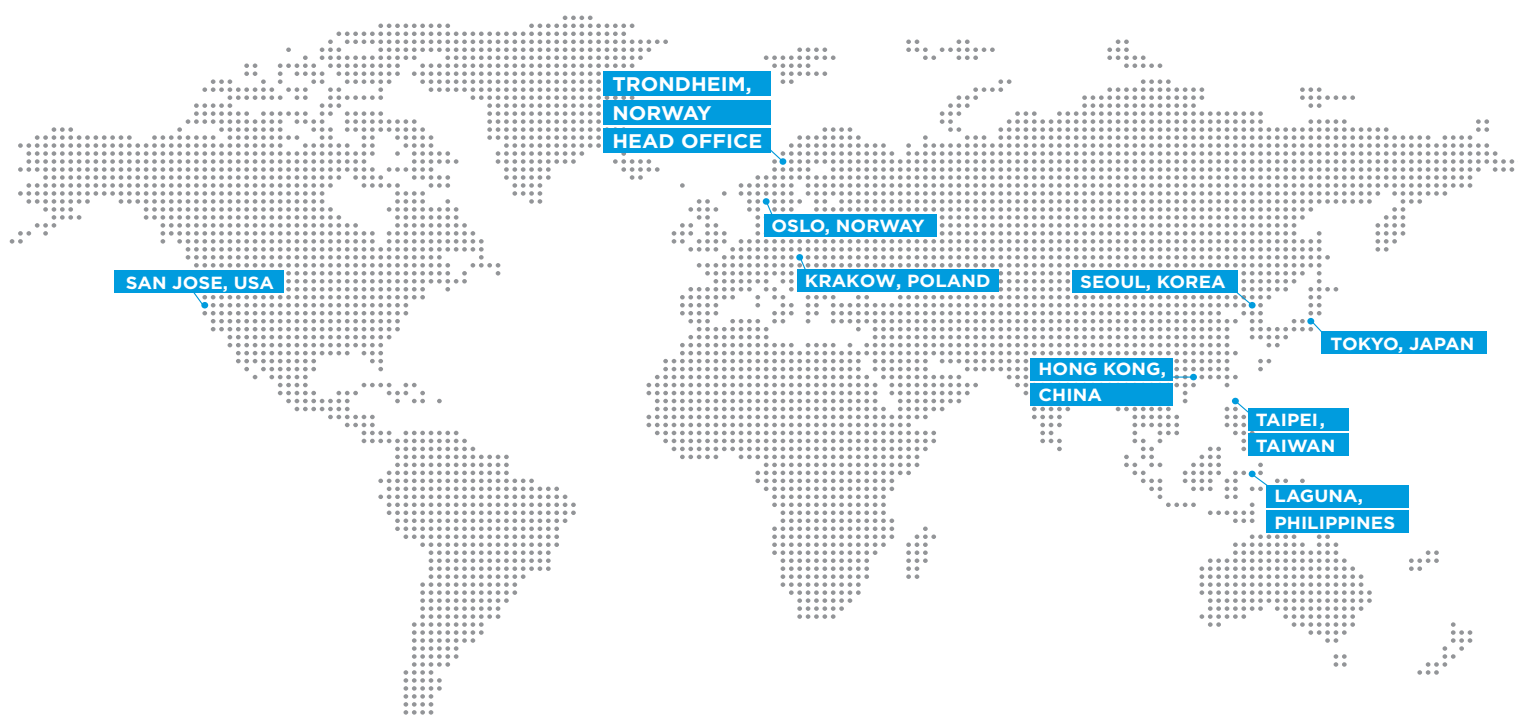 TRONDHEIM,
NORWAY
HEAD OFFICE
OSLO, NORWAY
SAN JOSE, USA
KRAKOW, POLAND
SEOUL, KOREA
TOKYO, JAPAN
HONG KONG,
CHINA
TAIPEI,
TAIWAN
LAGUNA,
PHILIPPINES